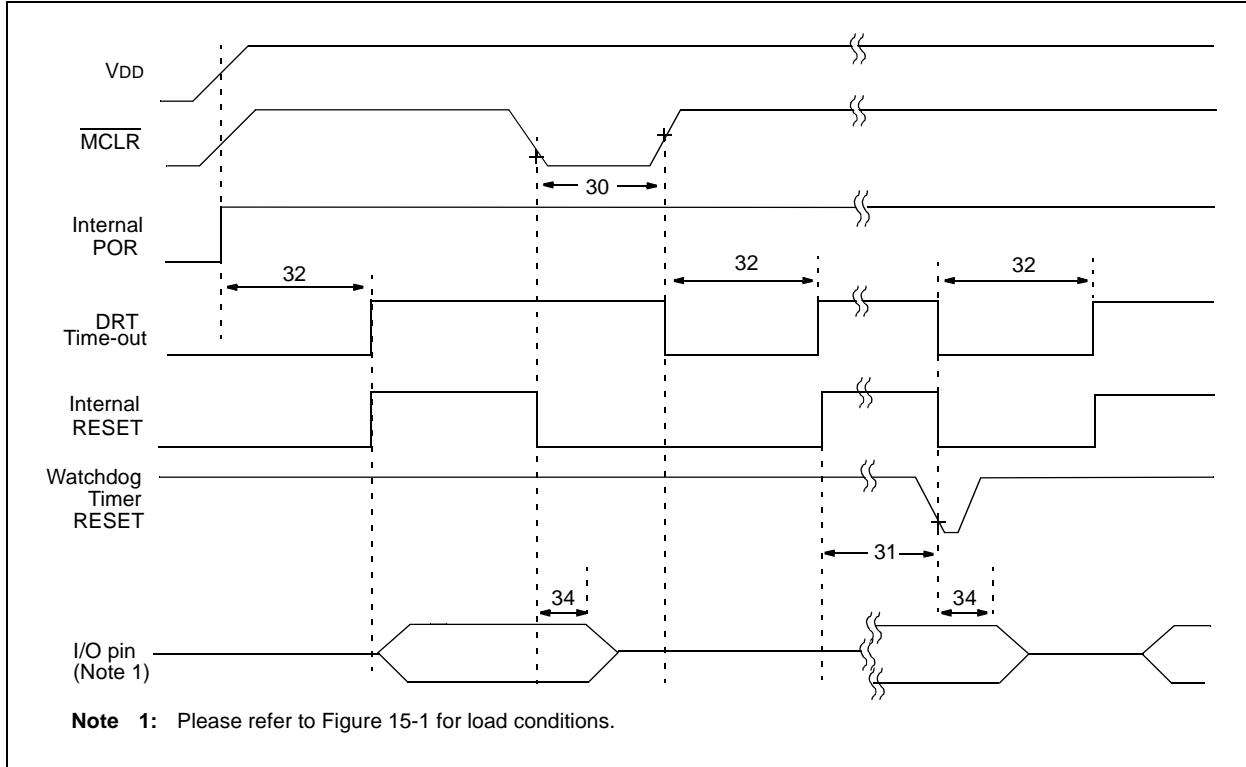 VDD
MCLR
30
Internal
POR
32
32
32
DRT
Time-out
Internal
RESET
Watchdog
Timer
RESET
31
34
34
I/O pin
(Note 1)
Note 1: Please refer to Figure 15-1 for load conditions.